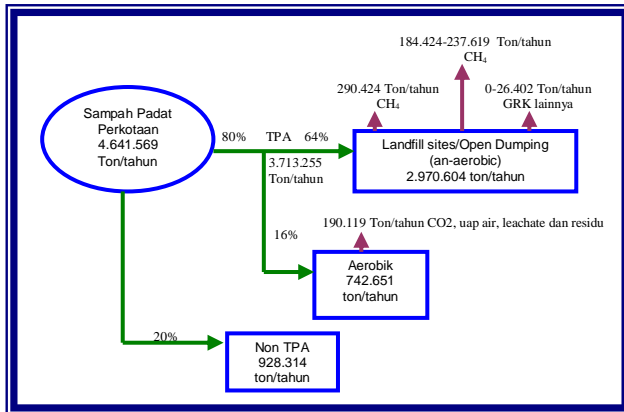 184.424-237.619 Ton/tahun
CH₄
290.424 Ton/tahun
CH₄
0-26.402 Ton/tahun
GRK lainnya
Sampah Padat
Perkotaan
4.641.569
Ton/tahun
80% TPA 64%
3.713.255
Ton/tahun
Landfill sites/Open Dumping
(an-aerobic)
2.970.604 ton/tahun
190.119 Ton/tahun CO2, uap air, leachate dan residu
16%
Aerobik
742.651
ton/tahun
20%
Non TPA
928.314
ton/tahun